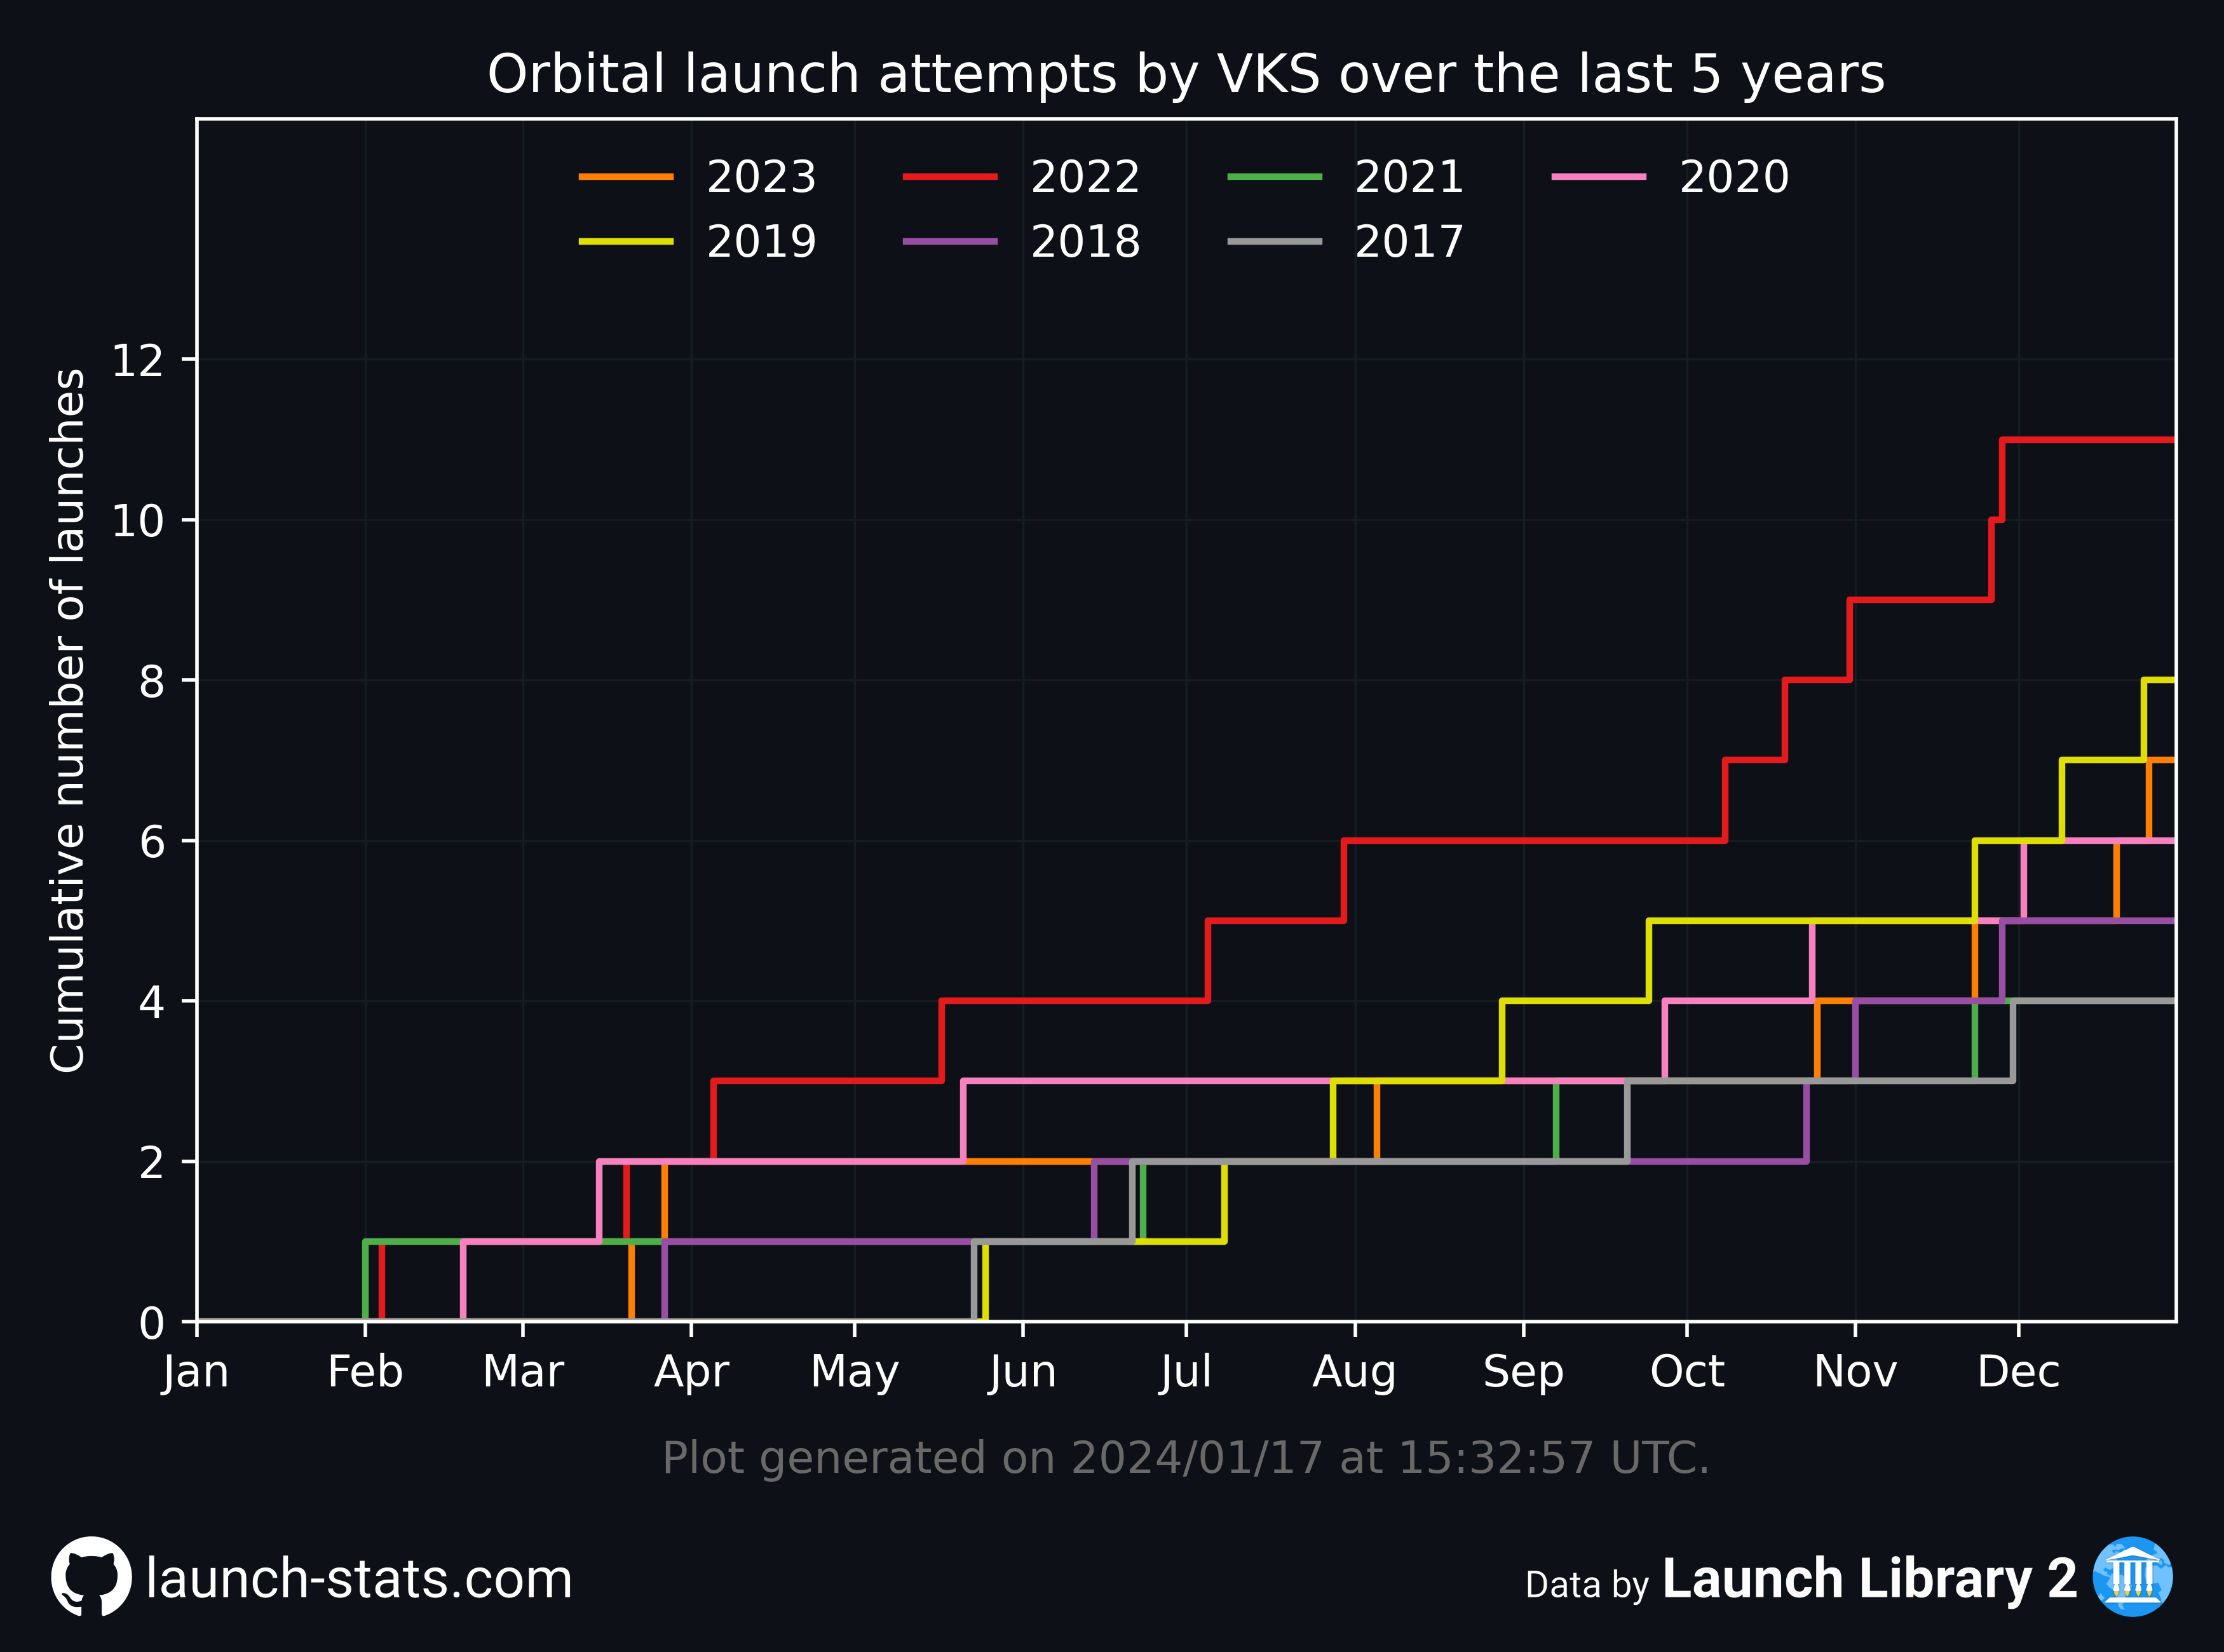 Orbital launch attempts by VKS over the last 5 years
2023 2022 2021 2020
2019 2018 2017
Cumulative number of launches
12
10
8
6
4
2
0
Jan Feb Mar Apr May Jun Jul Aug Sep Oct Nov Dec
Plot generated on 2024/01/17 at 15:32:57 UTC.
launch-stats.com
Data by Launch Library 2